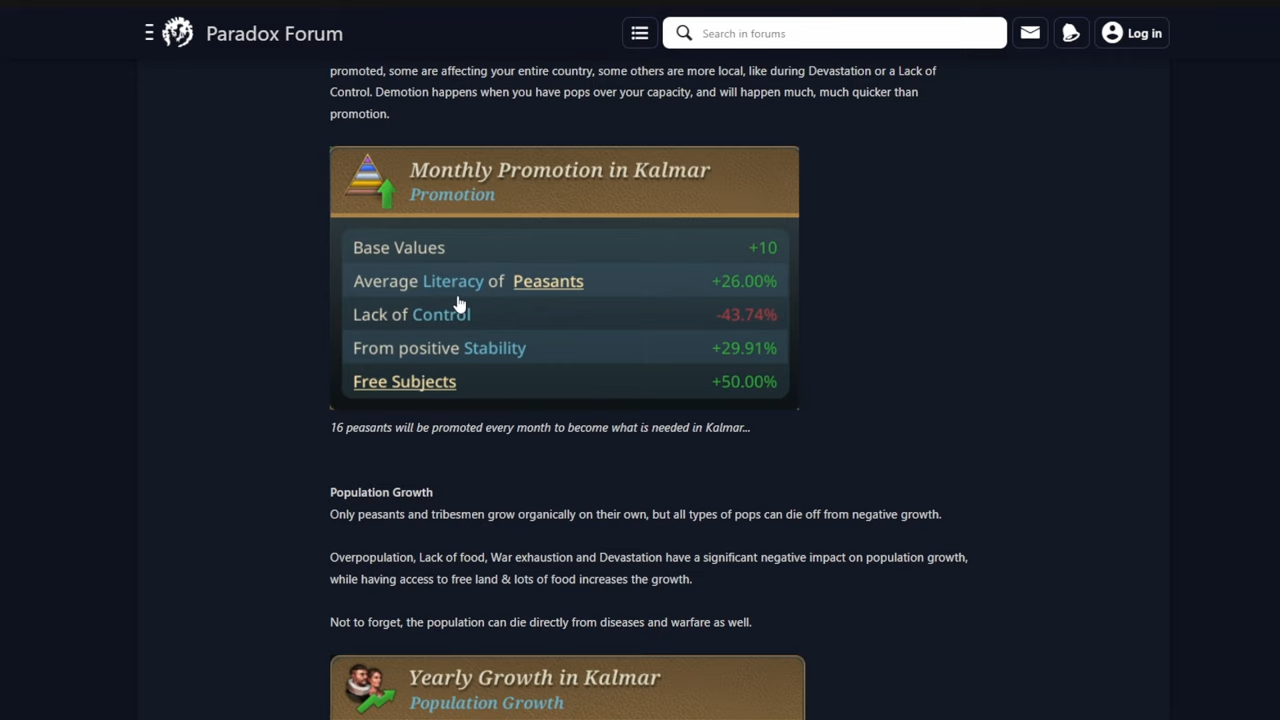 Paradox Forum
Search in forums
Log in
promoted, some are affecting your entire country, some others are more local, like during Devastation or a Lack of
Control. Demotion happens when you have pops over your capacity, and will happen much, much quicker than
promotion.
Monthly Promotion in Kalmar
Promotion
Base Values +10
Average Literacy of Peasants +26.00%
Lack of Control -43.74%
From positive Stability +29.91%
Free Subjects +50.00%
16 peasants will be promoted every month to become what is needed in Kalmar...
Population Growth
Only peasants and tribesmen grow organically on their own, but all types of pops can die off from negative growth.
Overpopulation, Lack of food, War exhaustion and Devastation have a significant negative impact on population growth,
while having access to free land & lots of food increases the growth.
Not to forget, the population can die directly from diseases and warfare as well.
Yearly Growth in Kalmar
Population Growth